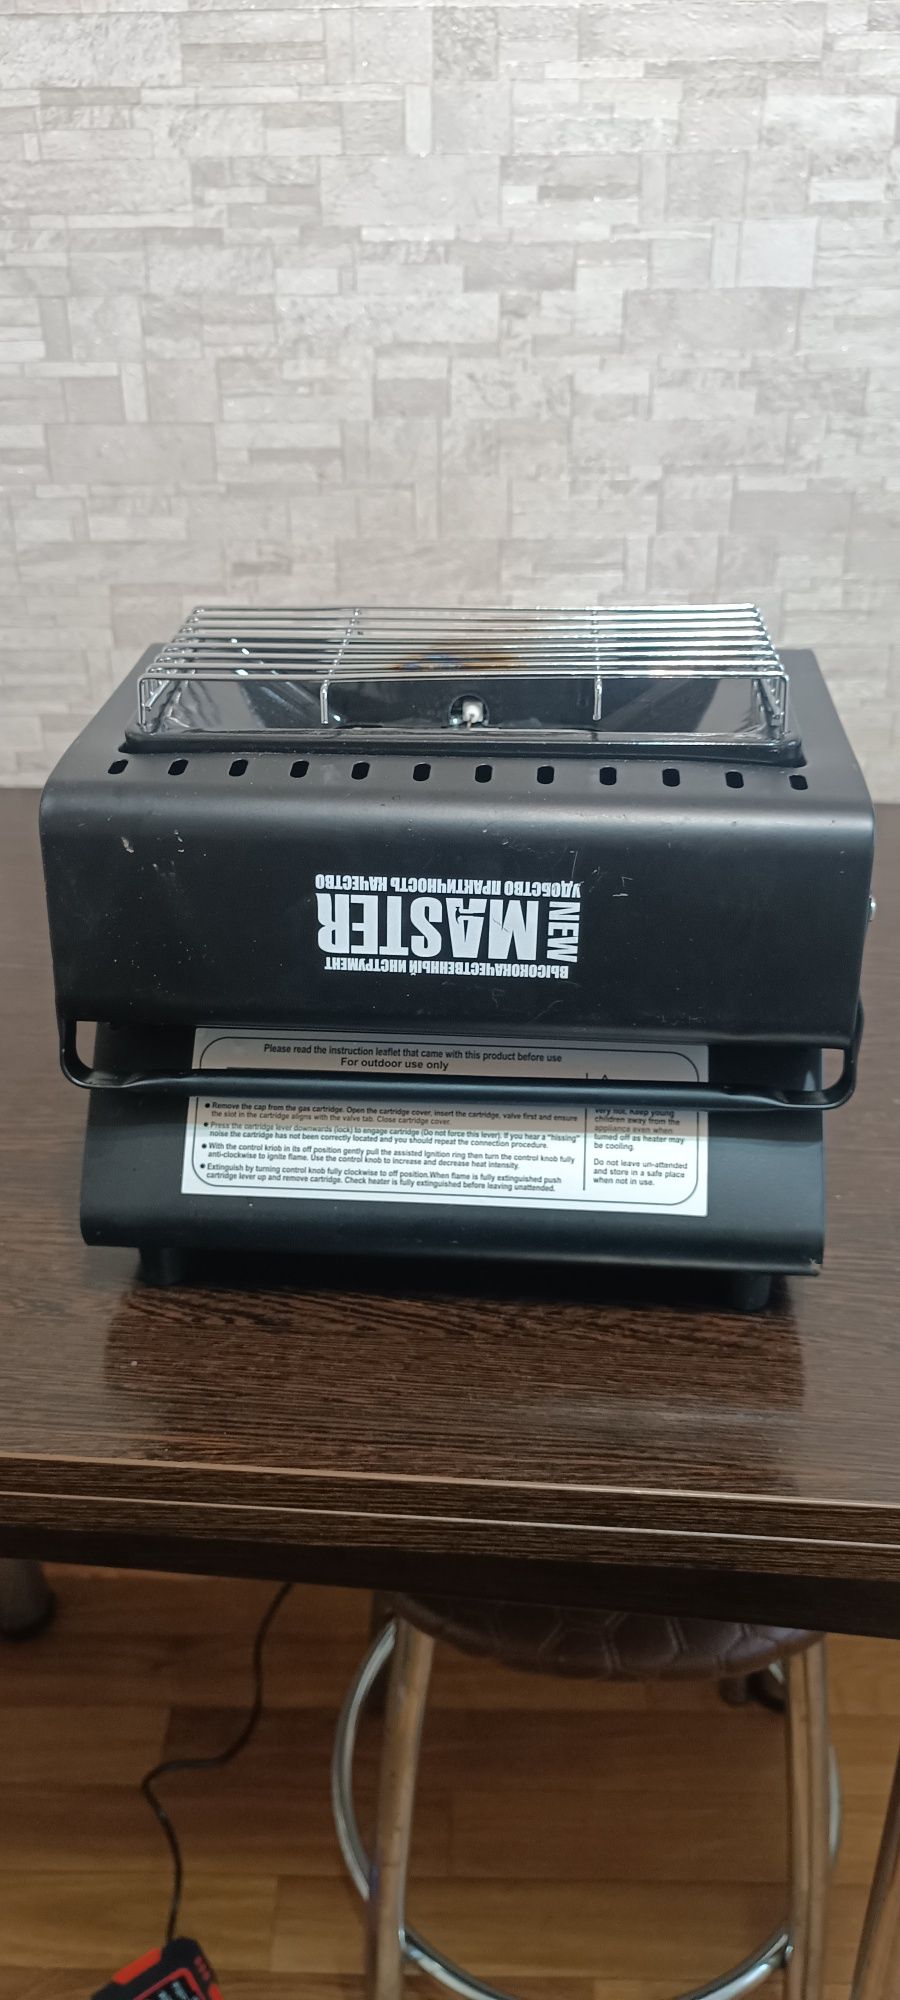 ВЫСОКОКАЧЕСТВЕННЫЙ ИНСТРУМЕНТ
NEW MASTER
УДОБСТВО ПРАКТИЧНОСТЬ КАЧЕСТВО
Please read the instruction leaflet that came with this product before use
For outdoor use only
● Remove the cap from the gas cartridge. Open the cartridge cover, insert the cartridge, valve first and ensure
the slot in the cartridge aligns with the valve tab. Close cartridge cover.
● Press the cartridge lever downwards (lock) to engage cartridge (Do not force this lever). If you hear a "hissing"
noise the cartridge has not been correctly located and you should repeat the connection procedure.
● With the control knob in its off position gently pull the assisted Ignition ring then turn the control knob fully
anti-clockwise to ignite flame. Use the control knob to increase and decrease heat intensity.
● Extinguish by turning control knob fully clockwise to off position.When flame is fully extinguished push
cartridge lever up and remove cartridge. Check heater is fully extinguished before leaving unattended.
very hot. Keep young
children away from the
appliance even when
turned off as heater may
be cooling.
Do not leave un-attended
and store in a safe place
when not in use.